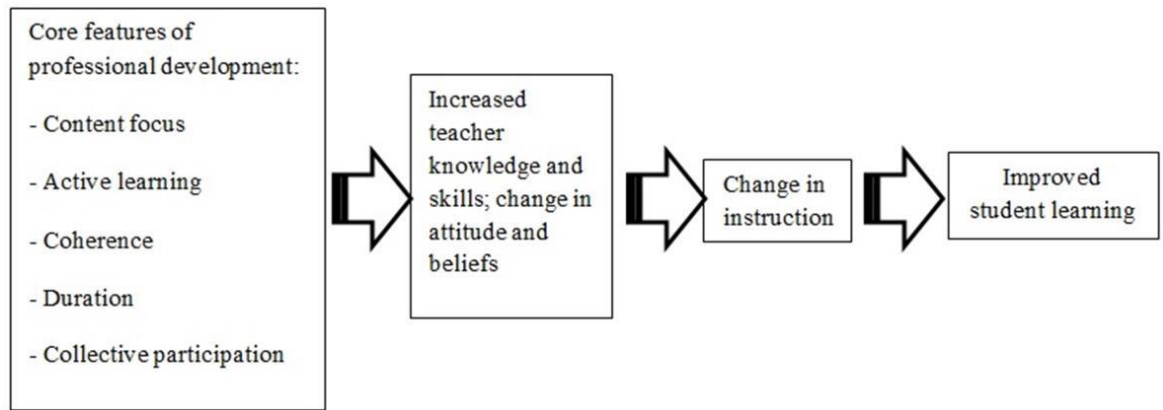 Core features of
professional development:
- Content focus
- Active learning
- Coherence
- Duration
- Collective participation
Increased
teacher
knowledge and
skills; change in
attitude and
beliefs
Change in
instruction
Improved
student learning